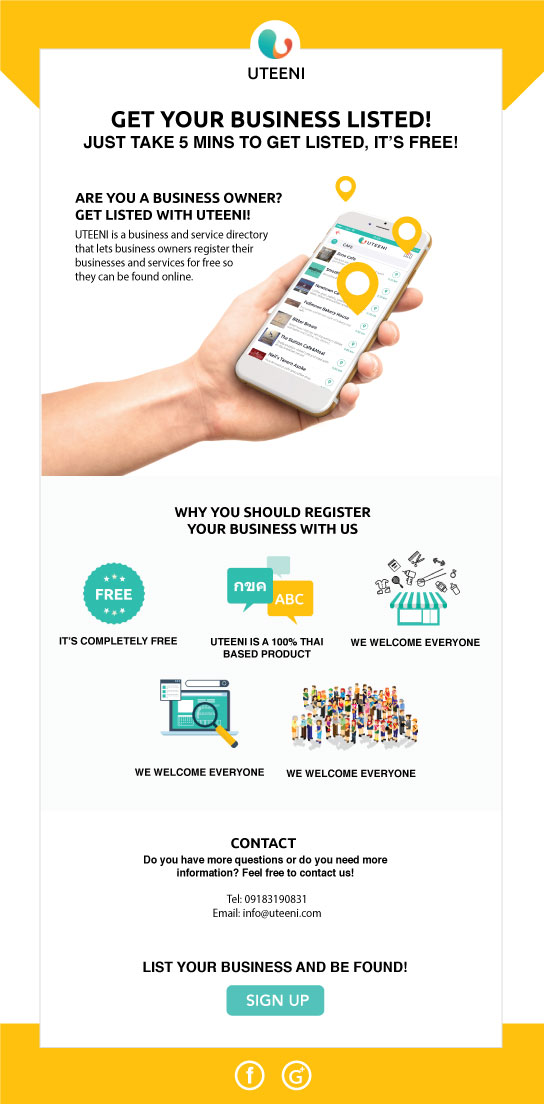 UTEENI
GET YOUR BUSINESS LISTED!
JUST TAKE 5 MINS TO GET LISTED, IT'S FREE!
ARE YOU A BUSINESS OWNER?
GET LISTED WITH UTEENI!
UTEENI is a business and service directory
that lets business owners register their
businesses and services for free so
they can be found online.
UTEENI
CAFE
Zone Cafe
Newtown
Fullmoon Bakery House
Bitter Brown
The Button Cafe&Meal
Neil's Tavern Asoke
WHY YOU SHOULD REGISTER
YOUR BUSINESS WITH US
FREE
กขค
ABC
IT'S COMPLETELY FREE
UTEENI IS A 100% THAI
BASED PRODUCT
WE WELCOME EVERYONE
WE WELCOME EVERYONE
WE WELCOME EVERYONE
CONTACT
Do you have more questions or do you need more
information? Feel free to contact us!
Tel: 09183190831
Email: info@uteeni.com
LIST YOUR BUSINESS AND BE FOUND!
SIGN UP
f
G+